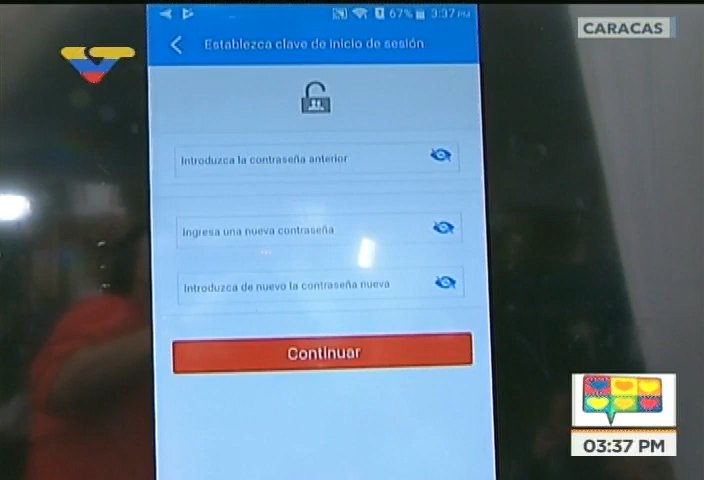 67% 3:37 PM
CARACAS
Establezca clave de inicio de sesión
Introduzca la contraseña anterior
Ingresa una nueva contraseña
Introduzca de nuevo la contraseña nueva
Continuar
03:37 PM